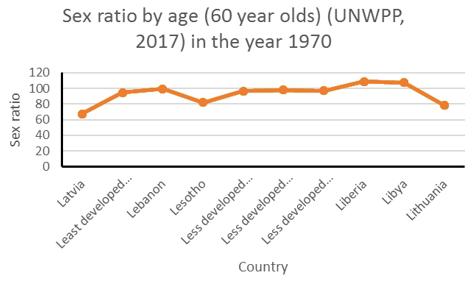 Sex ratio by age (60 year olds) (UNWPP,
2017) in the year 1970
Sex ratio
120
100
80
60
40
20
0
Latvia
Least developed...
Lebanon
Lesotho
Less developed...
Less developed...
Less developed...
Liberia
Libya
Lithuania
Country